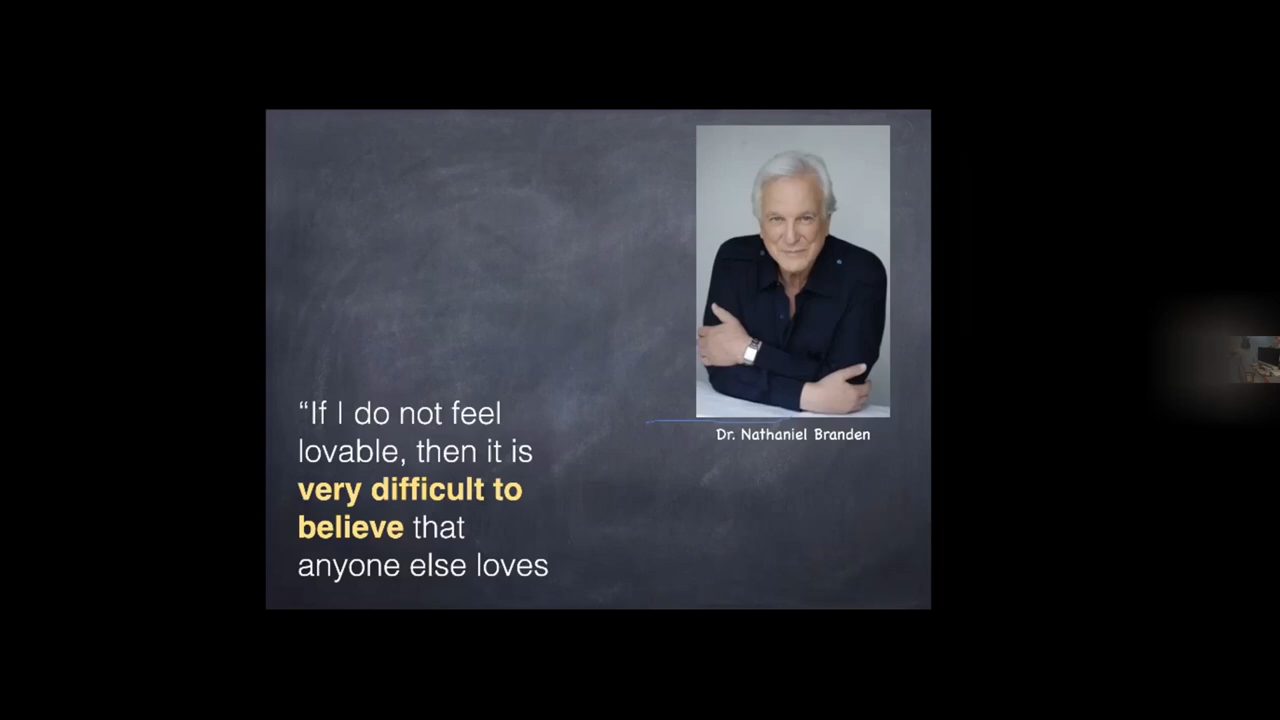 “If I do not feel
lovable, then it is
very difficult to
believe that
anyone else loves
Dr. Nathaniel Branden